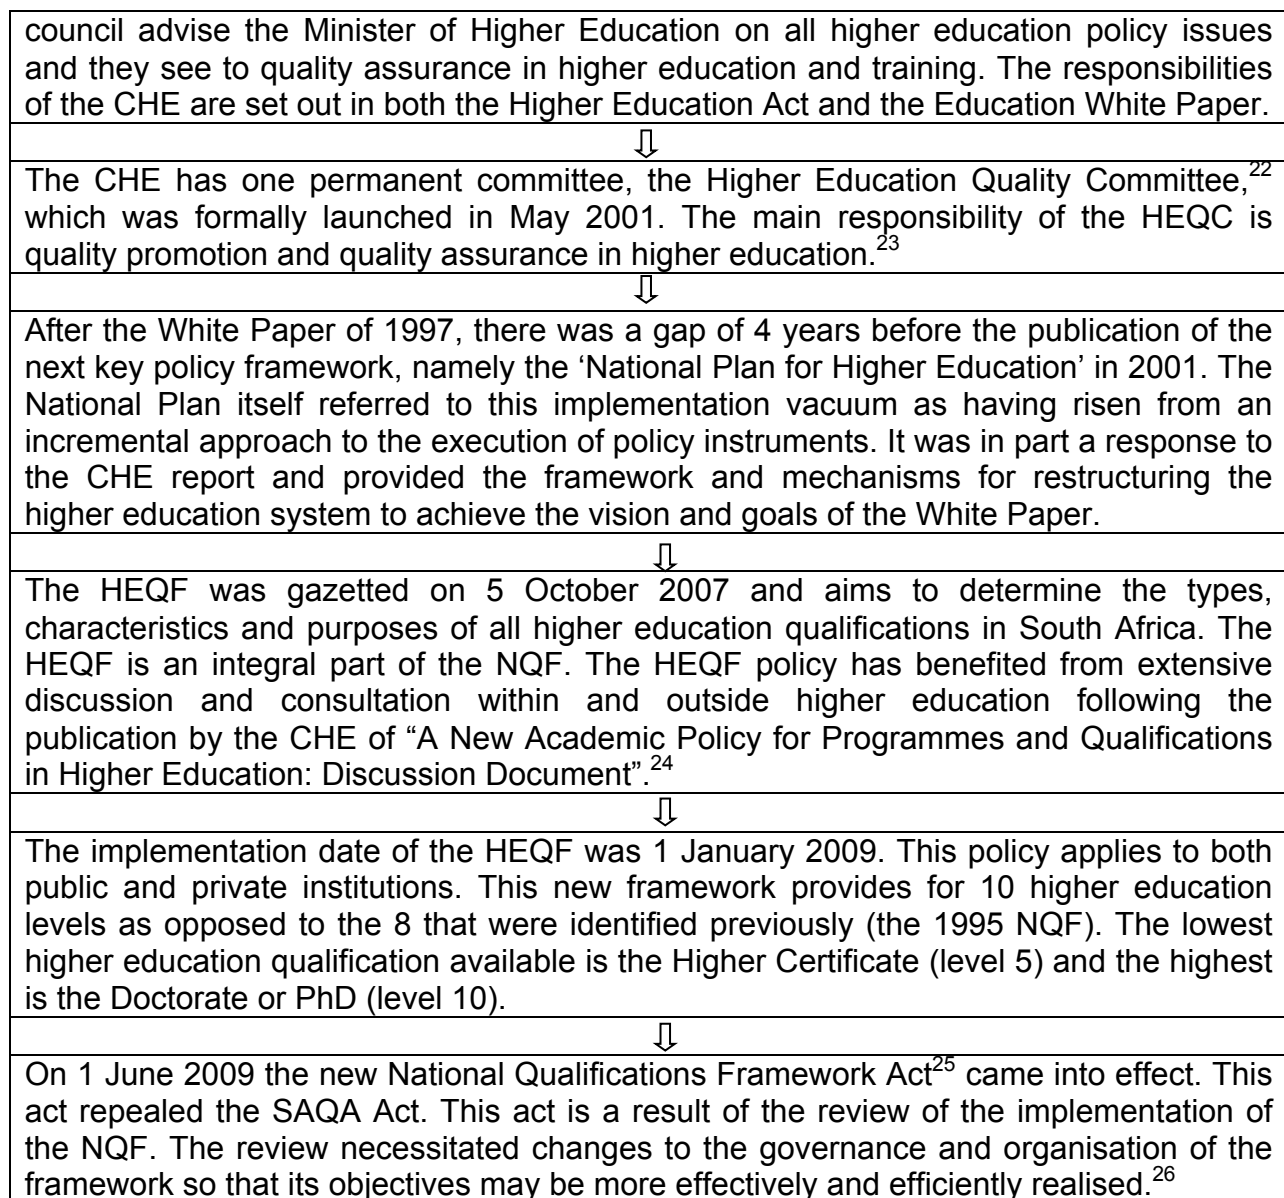 council advise the Minister of Higher Education on all higher education policy issues
and they see to quality assurance in higher education and training. The responsibilities
of the CHE are set out in both the Higher Education Act and the Education White Paper.
⇩
The CHE has one permanent committee, the Higher Education Quality Committee,²²
which was formally launched in May 2001. The main responsibility of the HEQC is
quality promotion and quality assurance in higher education.²³
⇩
After the White Paper of 1997, there was a gap of 4 years before the publication of the
next key policy framework, namely the ‘National Plan for Higher Education’ in 2001. The
National Plan itself referred to this implementation vacuum as having risen from an
incremental approach to the execution of policy instruments. It was in part a response to
the CHE report and provided the framework and mechanisms for restructuring the
higher education system to achieve the vision and goals of the White Paper.
⇩
The HEQF was gazetted on 5 October 2007 and aims to determine the types,
characteristics and purposes of all higher education qualifications in South Africa. The
HEQF is an integral part of the NQF. The HEQF policy has benefited from extensive
discussion and consultation within and outside higher education following the
publication by the CHE of “A New Academic Policy for Programmes and Qualifications
in Higher Education: Discussion Document”.²⁴
⇩
The implementation date of the HEQF was 1 January 2009. This policy applies to both
public and private institutions. This new framework provides for 10 higher education
levels as opposed to the 8 that were identified previously (the 1995 NQF). The lowest
higher education qualification available is the Higher Certificate (level 5) and the highest
is the Doctorate or PhD (level 10).
⇩
On 1 June 2009 the new National Qualifications Framework Act²⁵ came into effect. This
act repealed the SAQA Act. This act is a result of the review of the implementation of
the NQF. The review necessitated changes to the governance and organisation of the
framework so that its objectives may be more effectively and efficiently realised.²⁶